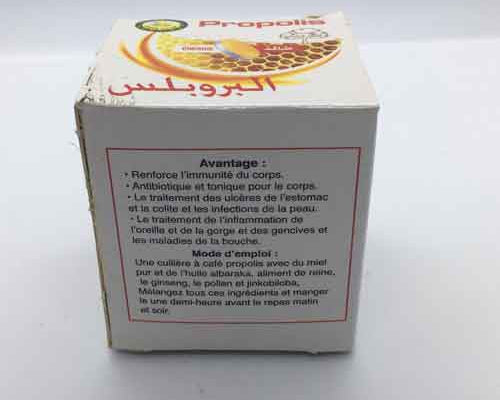 Propolis
البروبلس
Avantage :
• Renforce l'immunité du corps.
• Antibiotique et tonique pour le corps.
• Le traitement des ulcères de l'estomac
et la colite et les infections de la peau.
• Le traitement de l'inflammation de
l'oreille et de la gorge et des gencives et
les maladies de la bouche.
Mode d'emploi :
Une cuillère à café propolis avec du miel
pur et de l'huile albaraka, aliment de reine,
le ginseng, le pollen et jinkobiloba,
Mélangez tous ces ingrédients et manger
le une demi-heure avant le repas matin
et soir.